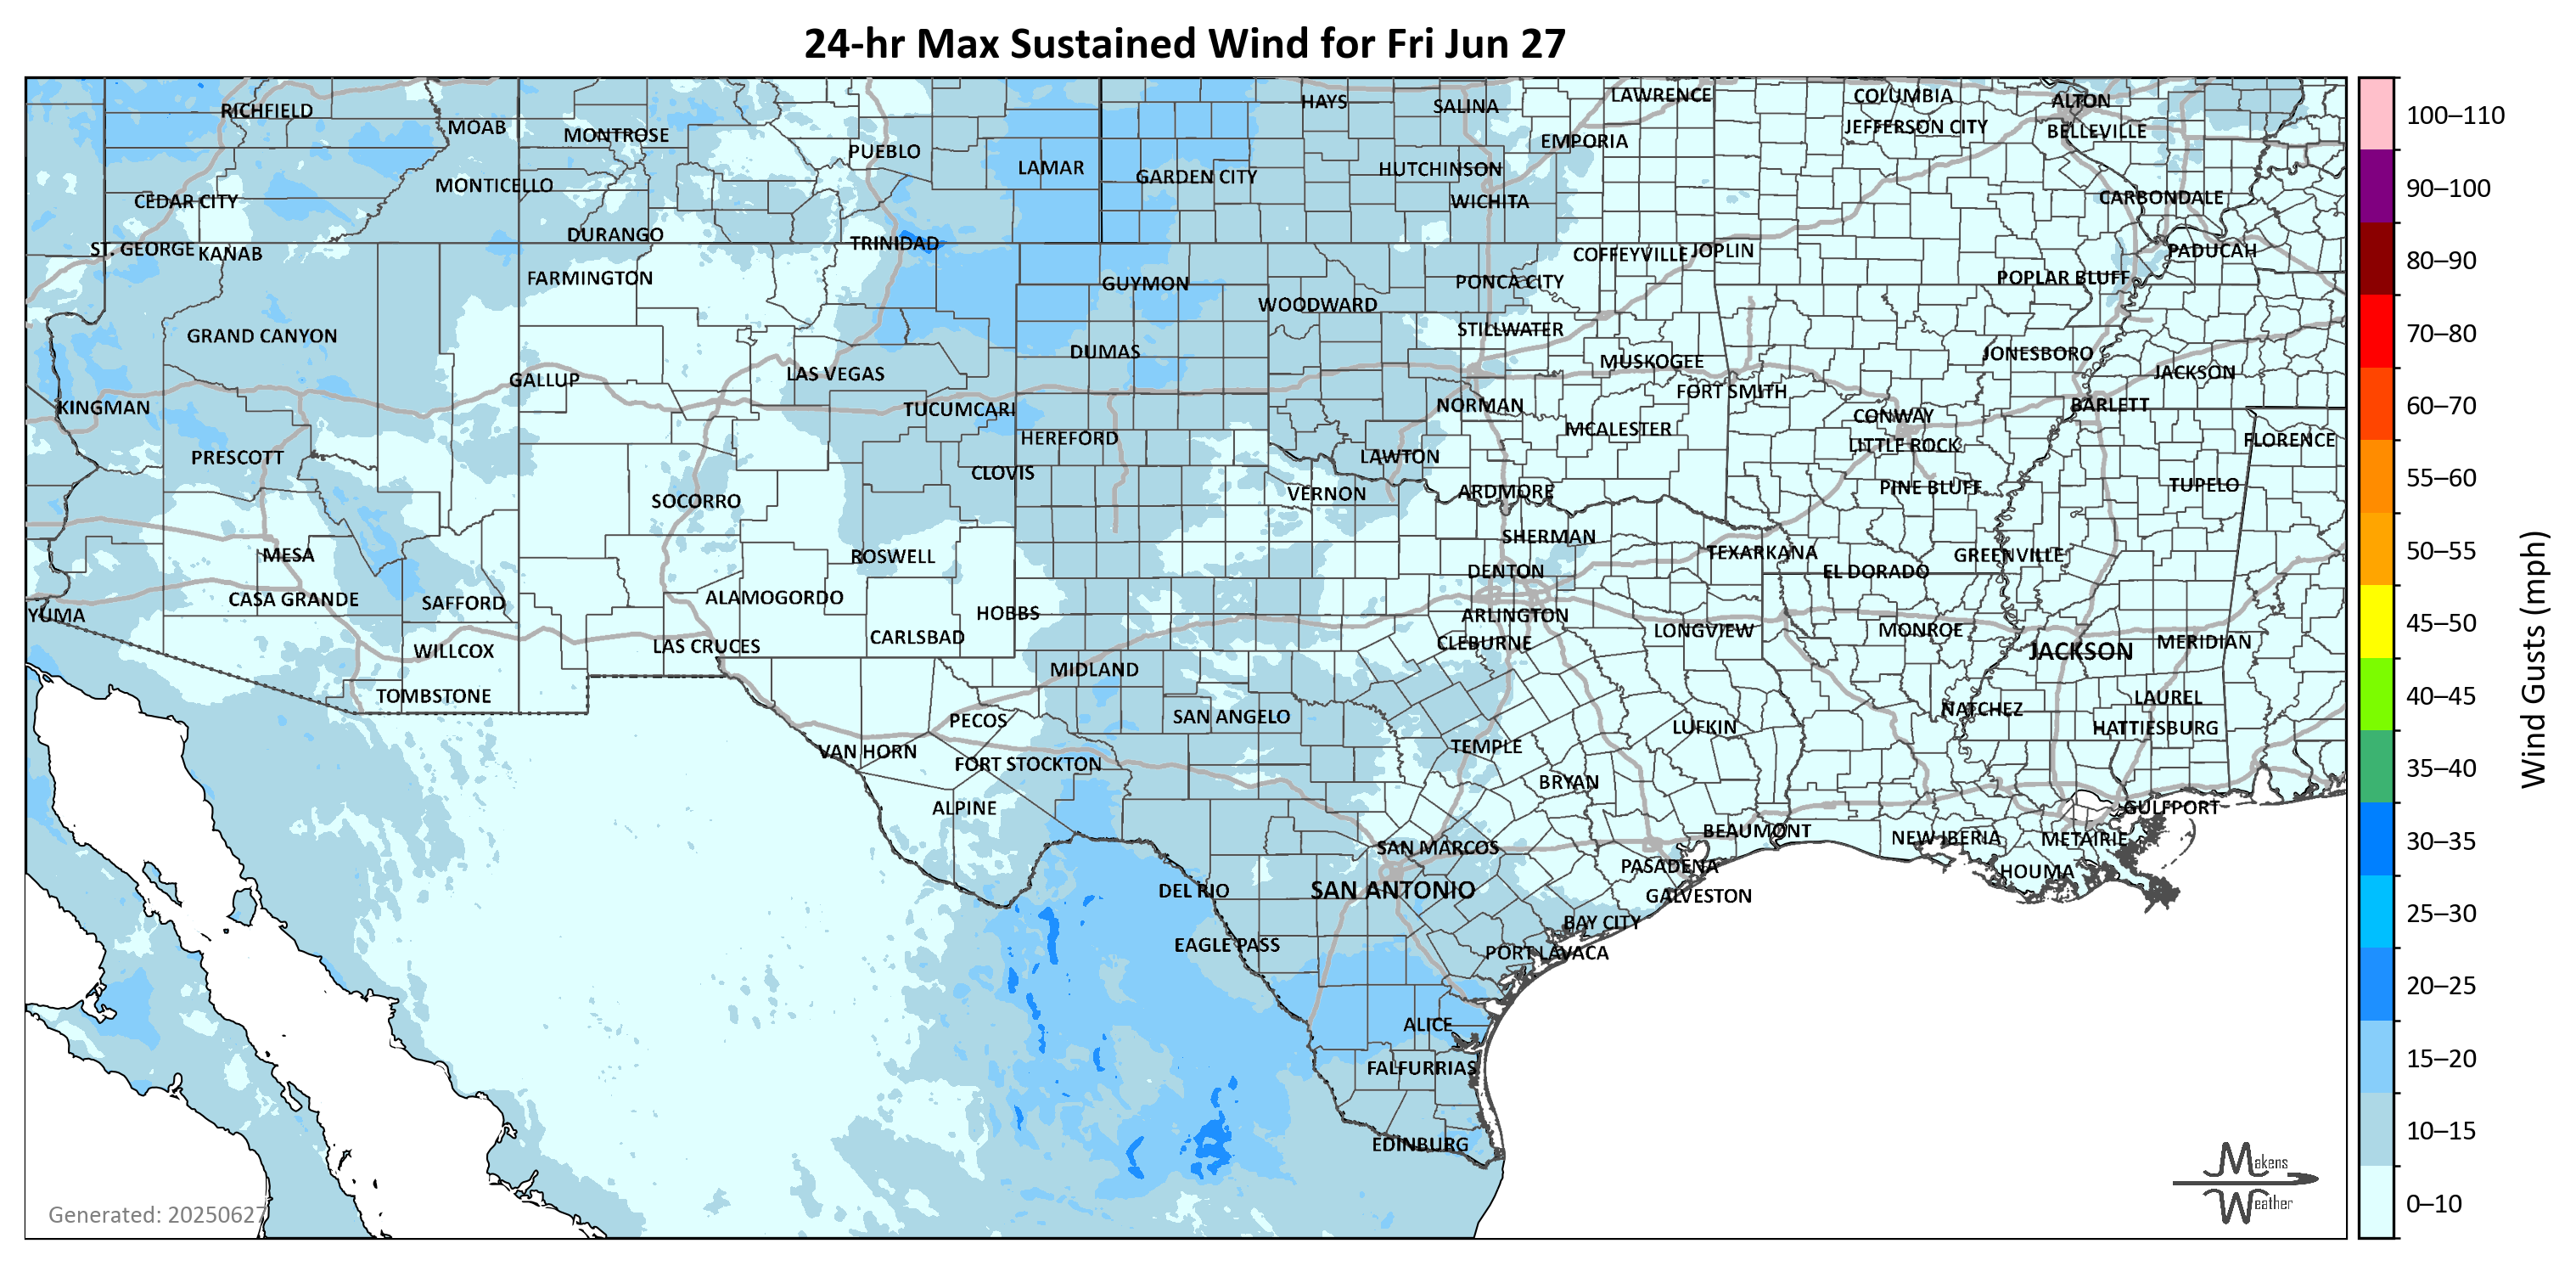 24-hr Max Sustained Wind for Fri Jun 27
RICHFIELD
MOAB
MONTROSE
PUEBLO
LAMAR
GARDEN CITY
HAYS
SALINA
LAWRENCE
EMPORIA
HUTCHINSON
WICHITA
COLUMBIA
JEFFERSON CITY
ALTON
BELLEVILLE
CARBONDALE
MONTICELLO
CEDAR CITY
ST. GEORGE
KANAB
DURANGO
TRINIDAD
FARMINGTON
GUYMON
WOODWARD
PONCA CITY
COFFEYVILLE
JOPLIN
POPLAR BLUFF
PADUCAH
GRAND CANYON
STILLWATER
DUMAS
MUSKOGEE
JONESBORO
JACKSON
GALLUP
LAS VEGAS
FORT SMITH
KINGMAN
TUCUMCARI
NORMAN
BARLETT
CONWAY
MCALESTER
HEREFORD
LITTLE ROCK
FLORENCE
PRESCOTT
LAWTON
CLOVIS
VERNON
ARDMORE
PINE BLUFF
TUPELO
SOCORRO
SHERMAN
MESA
ROSWELL
TEXARKANA
GREENVILLE
DENTON
EL DORADO
CASA GRANDE
SAFFORD
ALAMOGORDO
HOBBS
ARLINGTON
YUMA
CARLSBAD
CLEBURNE
LONGVIEW
MONROE
JACKSON
MERIDIAN
WILLCOX
LAS CRUCES
MIDLAND
TOMBSTONE
LAUREL
PECOS
SAN ANGELO
LUFKIN
NATCHEZ
HATTIESBURG
VAN HORN
TEMPLE
FORT STOCKTON
BRYAN
ALPINE
GULFPORT
BEAUMONT
NEW IBERIA
METAIRIE
SAN MARCOS
PASADENA
HOUMA
DEL RIO
SAN ANTONIO
GALVESTON
BAY CITY
EAGLE PASS
PORT LAVACA
ALICE
FALFURRIAS
EDINBURG
Generated: 20250627
Makens
Weather
100–110
90–100
80–90
70–80
60–70
55–60
50–55
45–50
40–45
35–40
30–35
25–30
20–25
15–20
10–15
0–10
Wind Gusts (mph)